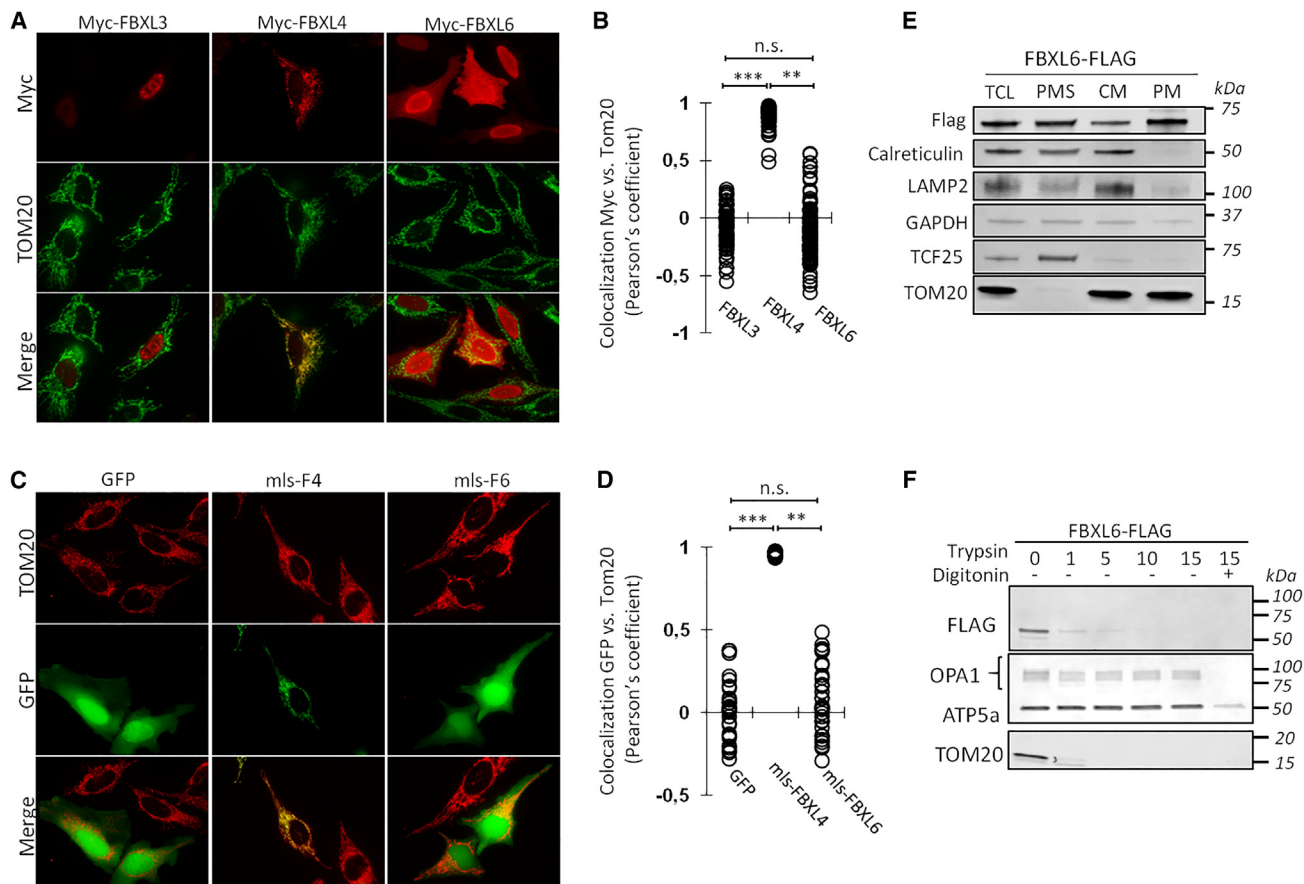 A
Myc-FBXL3 Myc-FBXL4 Myc-FBXL6
Myc
TOM20
Merge
B
n.s.
*** **
Colocalization Myc vs. Tom20
(Pearson's coefficient)
1
0,5
0
-0,5
-1
FBXL3
FBXL4
FBXL6
C
GFP mls-F4 mls-F6
TOM20
GFP
Merge
D
n.s.
*** **
Colocalization GFP vs. Tom20
(Pearson's coefficient)
1
0,5
0
-0,5
GFP
mls-FBXL4
mls-FBXL6
E
FBXL6-FLAG
TCL PMS CM PM kDa
Flag 75
Calreticulin 50
LAMP2 100
GAPDH 37
TCF25 75
TOM20 15
F
FBXL6-FLAG
Trypsin 0 1 5 10 15 15
Digitonin - - - - - + kDa
100
75
FLAG 50
OPA1 100
75
ATP5a 50
20
TOM20 15